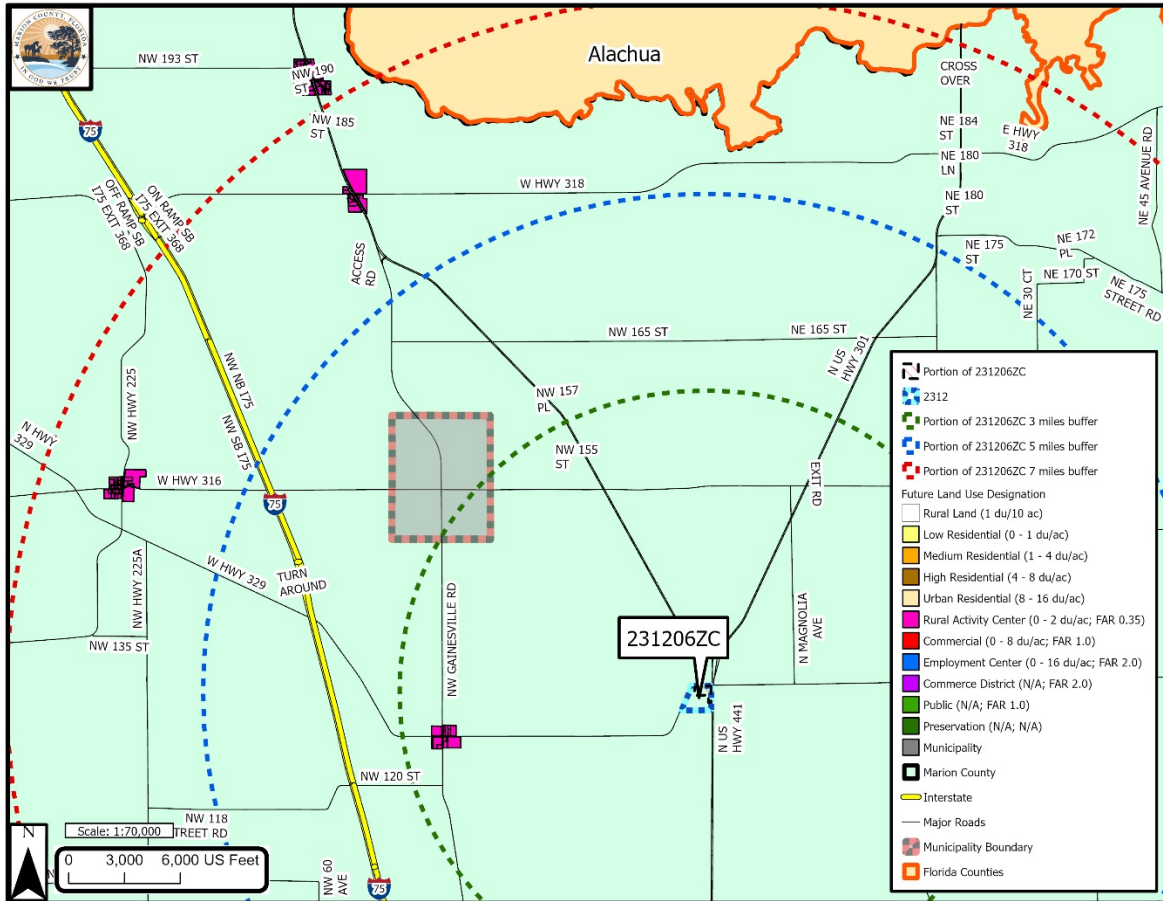 MARION COUNTY, FLORIDA
IN GOD WE TRUST
NW 193 ST
NW 190
ST
NW 185
ST
Alachua
CROSS
OVER
NE 184
ST
E HWY
318
NE 180
LN
NE 45 AVENUE RD
75
W HWY 318
NE 180
ST
ON RAMP SB
I75 EXIT 368
OFF RAMP SB
I75 EXIT 368
ACCESS
RD
NE 175
ST
NE 172
PL
NE 170 ST
NE 175
STREET RD
NE 30 CT
NW 165 ST
NE 165 ST
N US
HWY 301
NW HWY 225
NW NB I75
NW SB I75
NW 157
PL
NW 155
ST
N HWY
329
W HWY 316
75
EXIT RD
W HWY 329
TURN
AROUND
NW HWY 225A
NW 135 ST
NW GAINESVILLE RD
N MAGNOLIA
AVE
231206ZC
N US
HWY 441
NW 120 ST
NW 118
STREET RD
NW 60
AVE
75
N
Scale: 1:70,000
0 3,000 6,000 US Feet
Portion of 231206ZC
2312
Portion of 231206ZC 3 miles buffer
Portion of 231206ZC 5 miles buffer
Portion of 231206ZC 7 miles buffer
Future Land Use Designation
Rural Land (1 du/10 ac)
Low Residential (0 - 1 du/ac)
Medium Residential (1 - 4 du/ac)
High Residential (4 - 8 du/ac)
Urban Residential (8 - 16 du/ac)
Rural Activity Center (0 - 2 du/ac; FAR 0.35)
Commercial (0 - 8 du/ac; FAR 1.0)
Employment Center (0 - 16 du/ac; FAR 2.0)
Commerce District (N/A; FAR 2.0)
Public (N/A; FAR 1.0)
Preservation (N/A; N/A)
Municipality
Marion County
Interstate
Major Roads
Municipality Boundary
Florida Counties